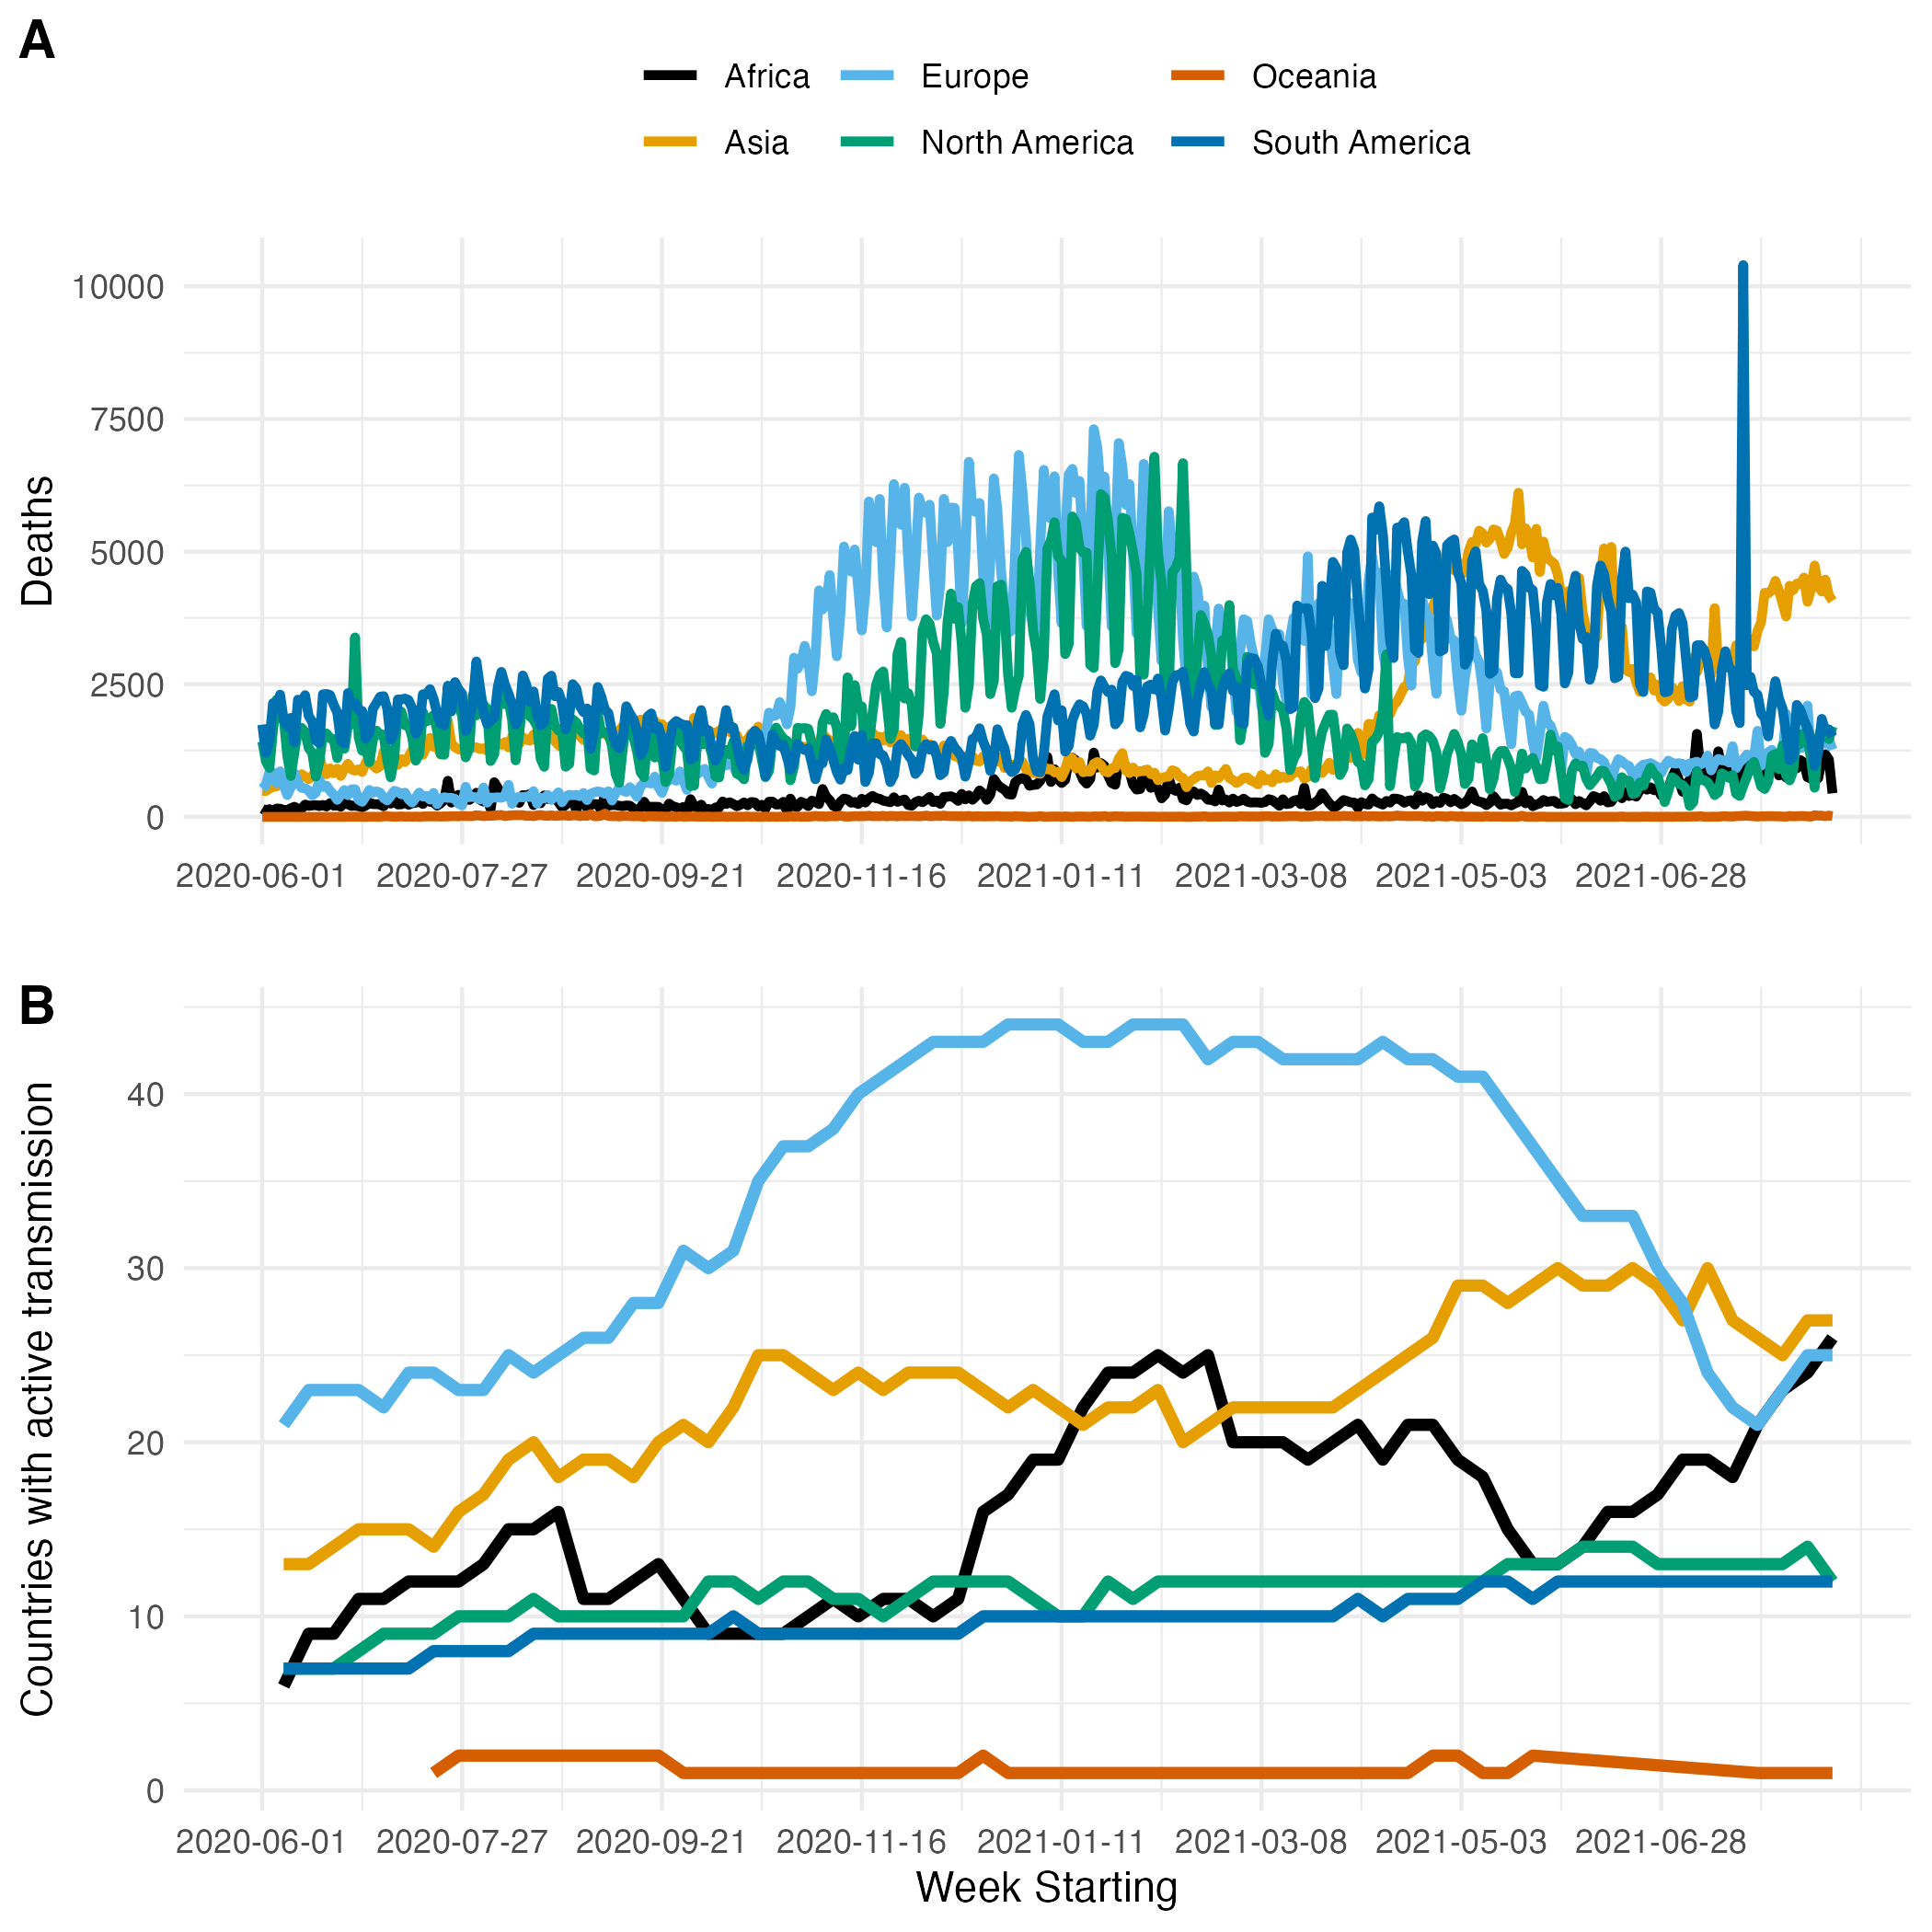 A
Africa
Europe
Oceania
Asia
North America
South America
Deaths
10000
7500
5000
2500
0
2020-06-01
2020-07-27
2020-09-21
2020-11-16
2021-01-11
2021-03-08
2021-05-03
2021-06-28
B
Countries with active transmission
40
30
20
10
0
2020-06-01
2020-07-27
2020-09-21
2020-11-16
2021-01-11
2021-03-08
2021-05-03
2021-06-28
Week Starting